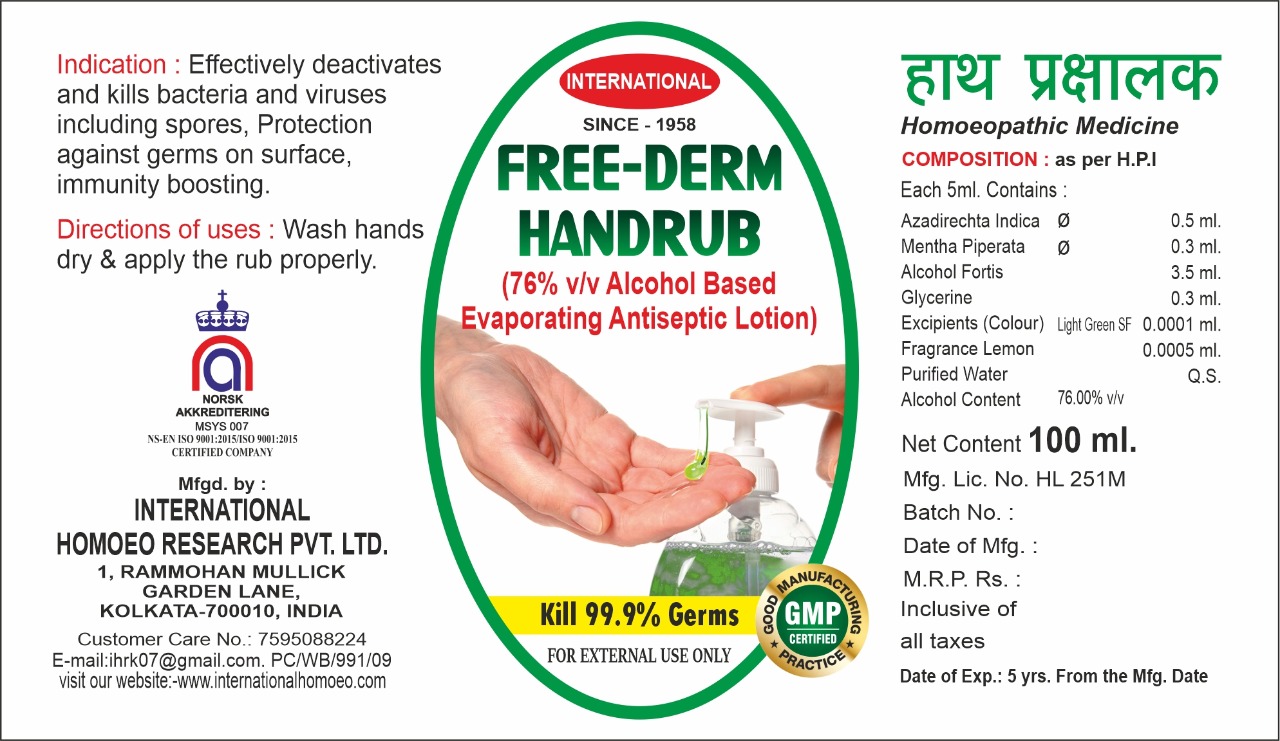 Indication : Effectively deactivates
and kills bacteria and viruses
including spores, Protection
against germs on surface,
immunity boosting.
Directions of uses : Wash hands
dry & apply the rub properly.
NORSK
AKKREDITERING
MSYS 007
NS-EN ISO 9001:2015/ISO 9001:2015
CERTIFIED COMPANY
Mfgd. by :
INTERNATIONAL
HOMOEO RESEARCH PVT. LTD.
1, RAMMOHAN MULLICK
GARDEN LANE,
KOLKATA-700010, INDIA
Customer Care No.: 7595088224
E-mail:ihrk07@gmail.com. PC/WB/991/09
visit our website:-www.internationalhomoeo.com
INTERNATIONAL
SINCE - 1958
FREE-DERM
HANDRUB
(76% v/v Alcohol Based
Evaporating Antiseptic Lotion)
Kill 99.9% Germs
FOR EXTERNAL USE ONLY
GOOD MANUFACTURING
GMP
CERTIFIED
PRACTICE
हाथ प्रक्षालक
Homoeopathic Medicine
COMPOSITION : as per H.P.I
Each 5ml. Contains :
Azadirechta Indica Ø 0.5 ml.
Mentha Piperata Ø 0.3 ml.
Alcohol Fortis 3.5 ml.
Glycerine 0.3 ml.
Excipients (Colour) Light Green SF 0.0001 ml.
Fragrance Lemon 0.0005 ml.
Purified Water Q.S.
Alcohol Content 76.00% v/v
Net Content 100 ml.
Mfg. Lic. No. HL 251M
Batch No. :
Date of Mfg. :
M.R.P. Rs. :
Inclusive of
all taxes
Date of Exp.: 5 yrs. From the Mfg. Date